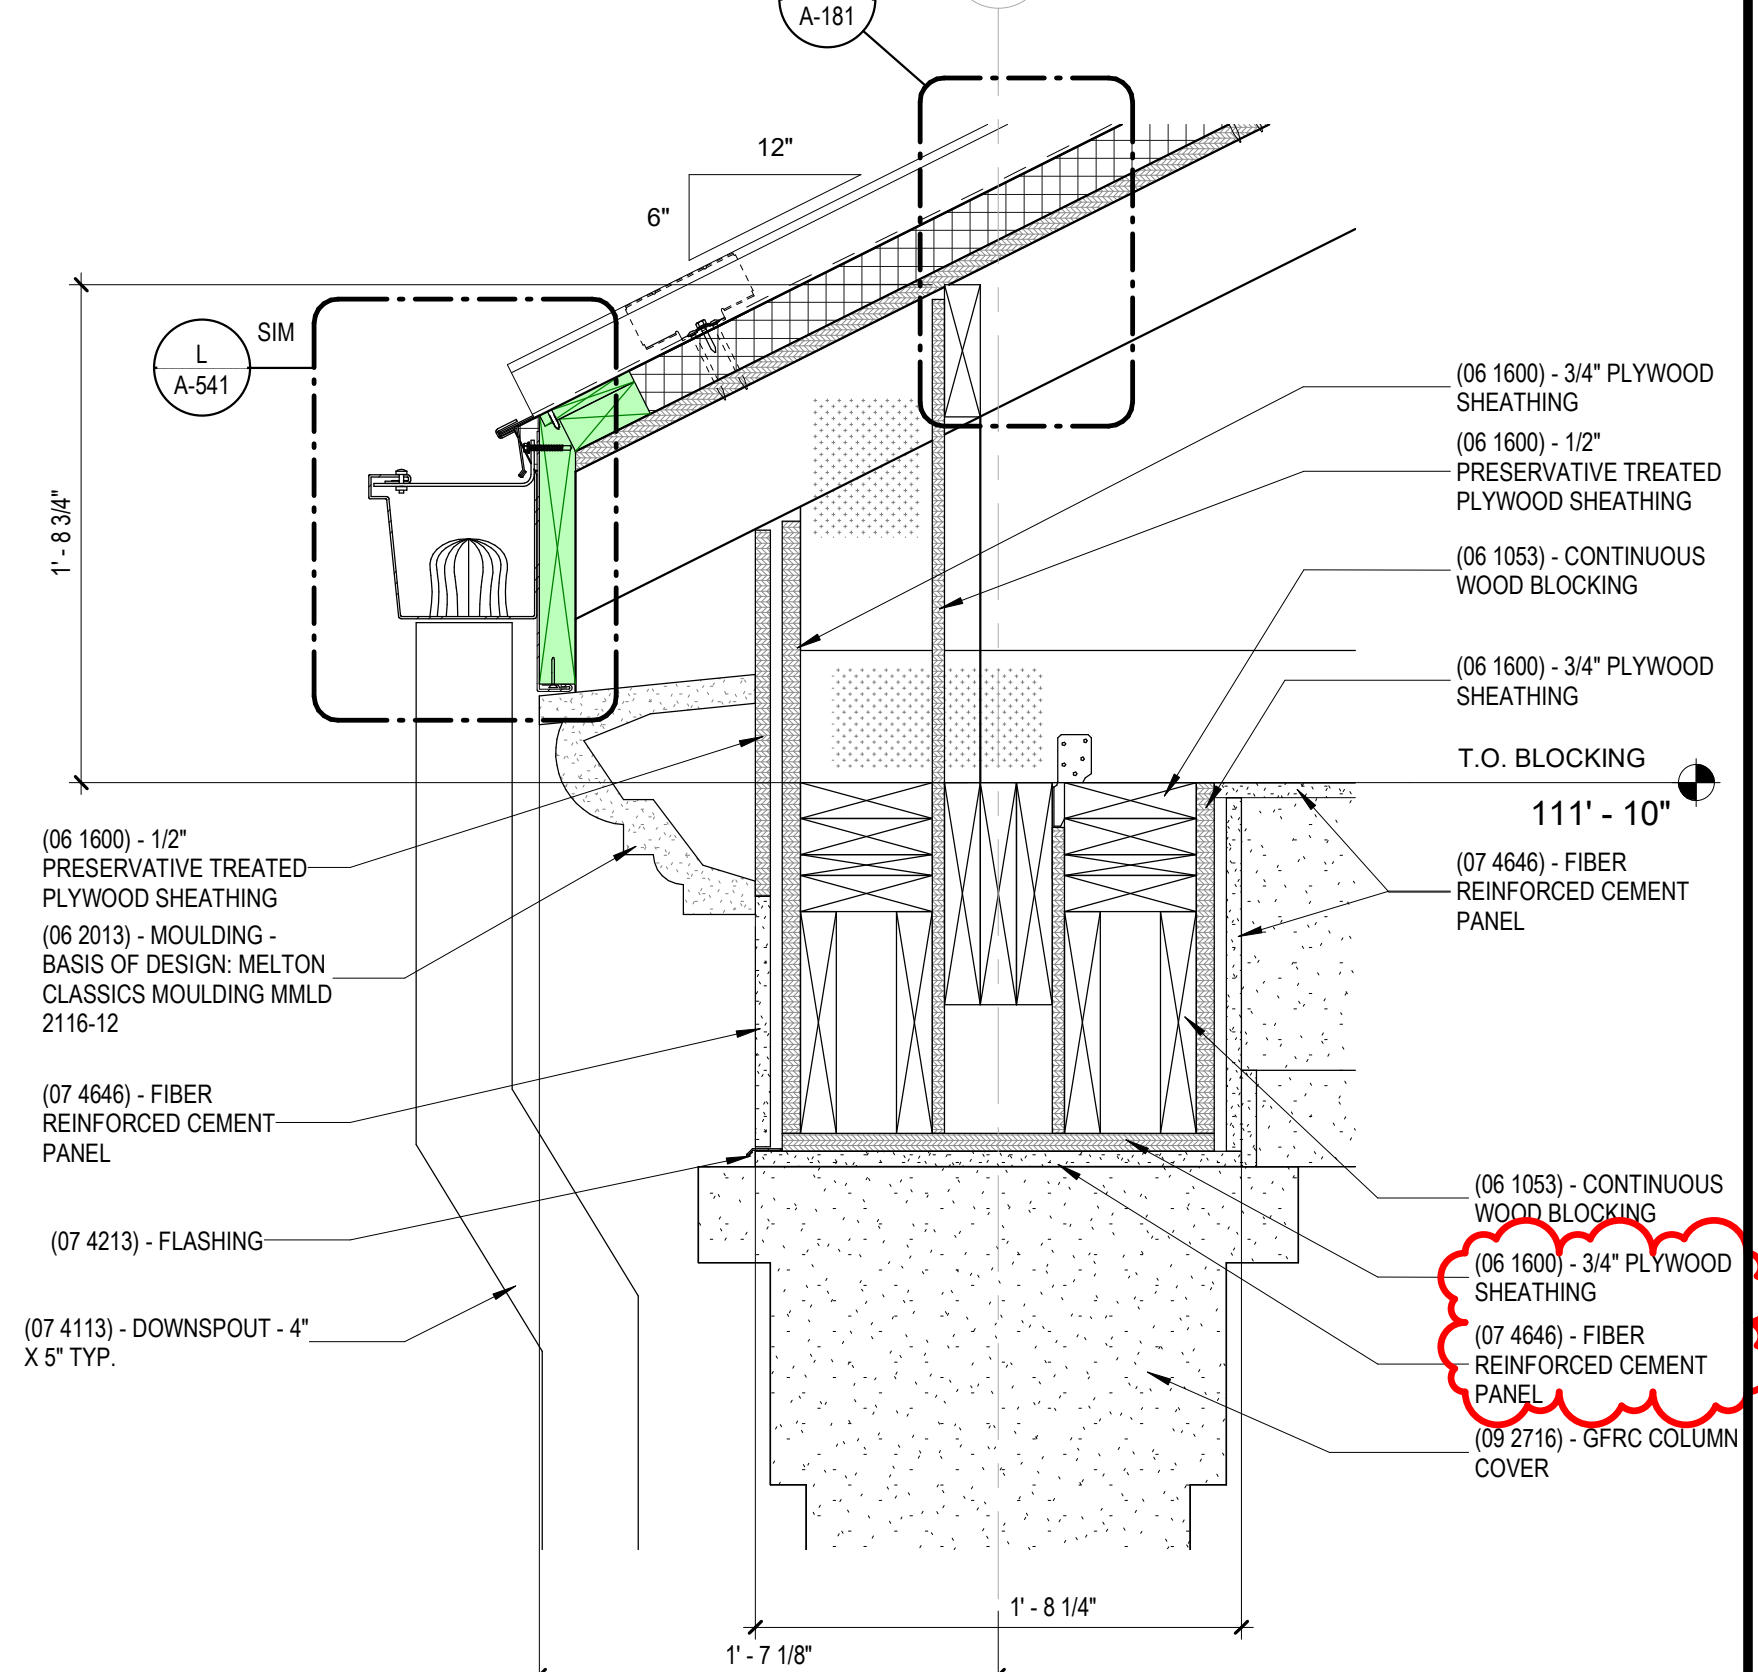 A-181
12"
6"
L
A-541
SIM
1' - 8 3/4"
(06 1600) - 3/4" PLYWOOD
SHEATHING
(06 1600) - 1/2"
PRESERVATIVE TREATED
PLYWOOD SHEATHING
(06 1053) - CONTINUOUS
WOOD BLOCKING
(06 1600) - 3/4" PLYWOOD
SHEATHING
T.O. BLOCKING
111' - 10"
(07 4646) - FIBER
REINFORCED CEMENT
PANEL
(06 1600) - 1/2"
PRESERVATIVE TREATED
PLYWOOD SHEATHING
(06 2013) - MOULDING -
BASIS OF DESIGN: MELTON
CLASSICS MOULDING MMLD
2116-12
(07 4646) - FIBER
REINFORCED CEMENT
PANEL
(07 4213) - FLASHING
(07 4113) - DOWNSPOUT - 4"
X 5" TYP.
(06 1053) - CONTINUOUS
WOOD BLOCKING
(06 1600) - 3/4" PLYWOOD
SHEATHING
(07 4646) - FIBER
REINFORCED CEMENT
PANEL
(09 2716) - GFRC COLUMN
COVER
1' - 8 1/4"
1' - 7 1/8"